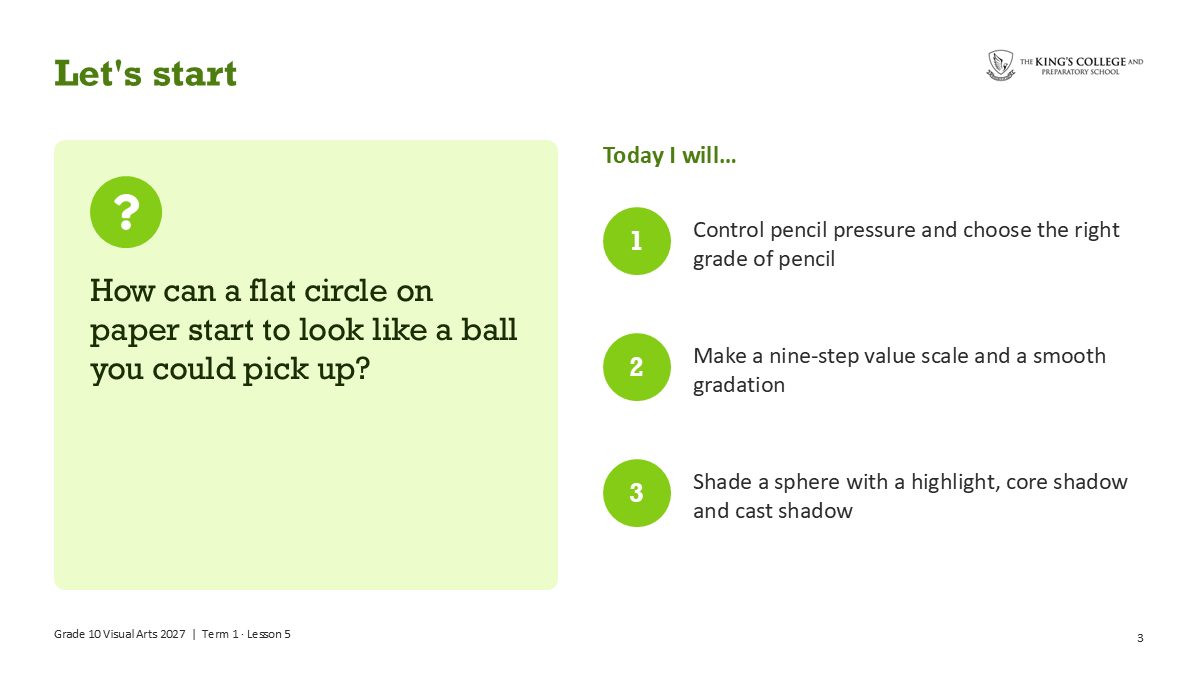 Let's start
THE KING'S COLLEGE AND
PREPARATORY SCHOOL
?
How can a flat circle on
paper start to look like a ball
you could pick up?
Today I will...
1
Control pencil pressure and choose the right
grade of pencil
2
Make a nine-step value scale and a smooth
gradation
3
Shade a sphere with a highlight, core shadow
and cast shadow
Grade 10 Visual Arts 2027 | Term 1 · Lesson 5
3